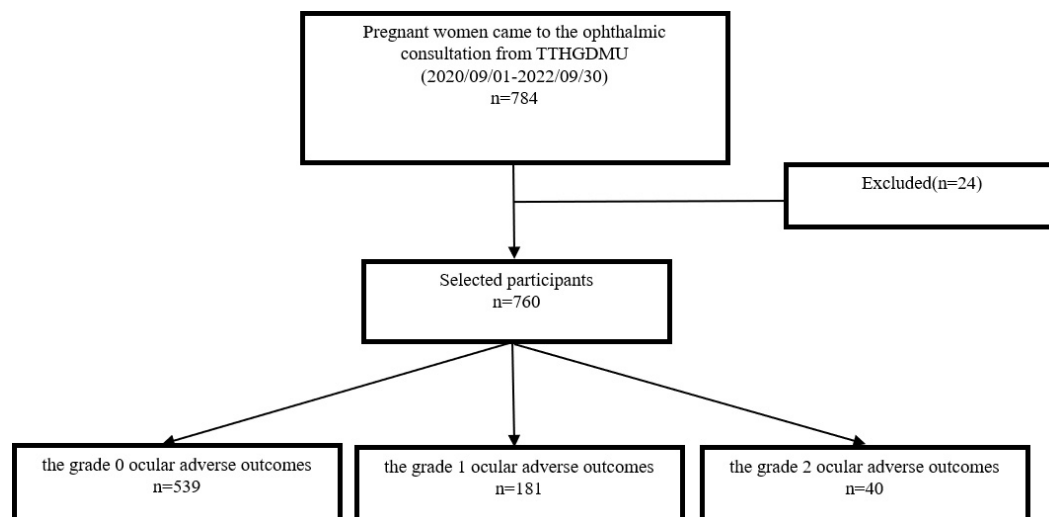 Pregnant women came to the ophthalmic
consultation from TTHGDMU
(2020/09/01-2022/09/30)
n=784
Excluded(n=24)
Selected participants
n=760
the grade 0 ocular adverse outcomes
n=539
the grade 1 ocular adverse outcomes
n=181
the grade 2 ocular adverse outcomes
n=40